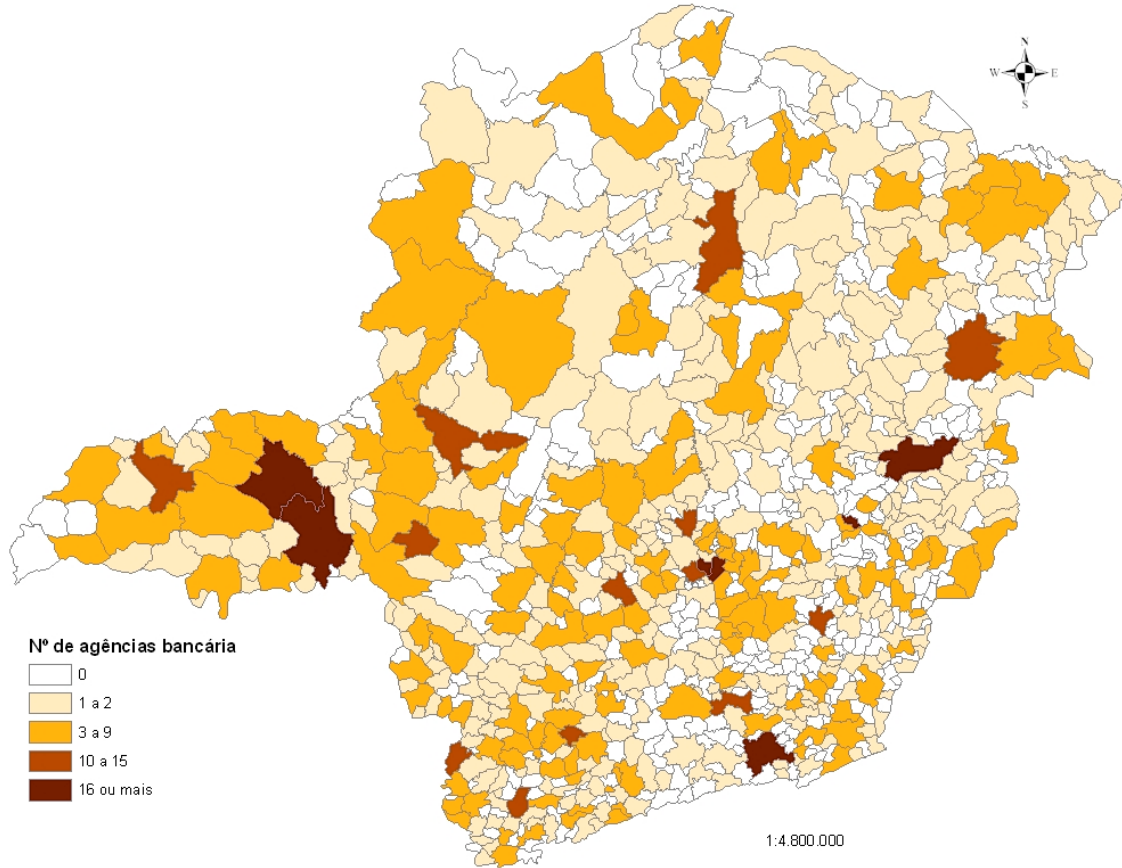 N
W E
S
Nº de agências bancária
0
1 a 2
3 a 9
10 a 15
16 ou mais
1:4.800.000